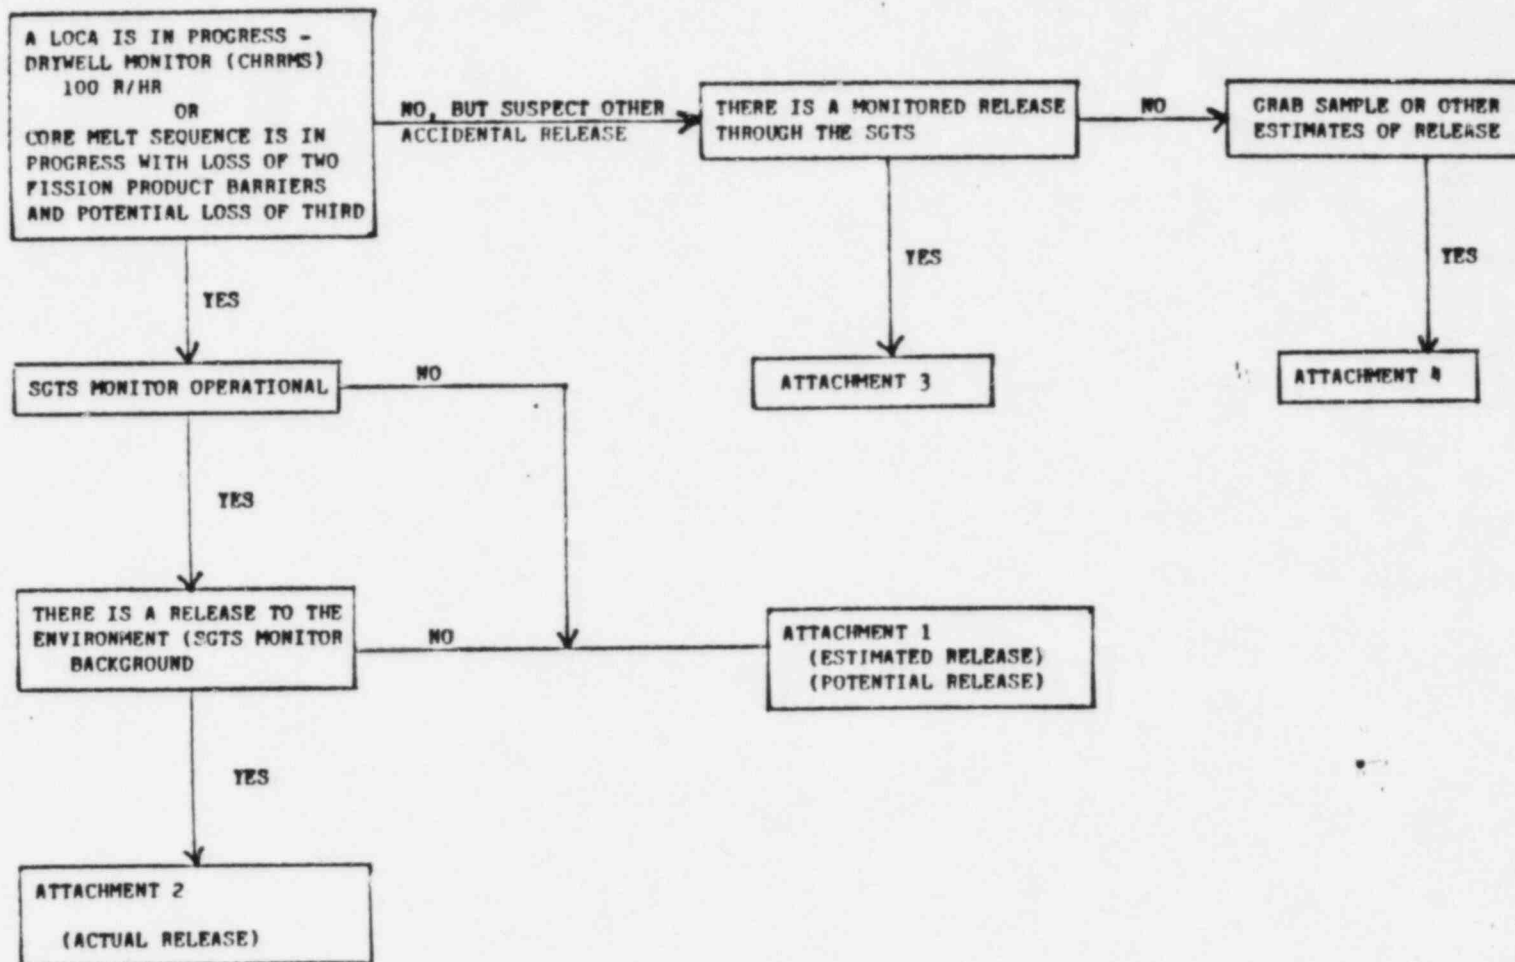 A LOCA IS IN PROGRESS -
DRYWELL MONITOR (CHRRMS)
100 R/HR
OR
CORE MELT SEQUENCE IS IN
PROGRESS WITH LOSS OF TWO
FISSION PRODUCT BARRIERS
AND POTENTIAL LOSS OF THIRD
NO, BUT SUSPECT OTHER
ACCIDENTAL RELEASE
THERE IS A MONITORED RELEASE
THROUGH THE SGTS
NO
GRAB SAMPLE OR OTHER
ESTIMATES OF RELEASE
YES
YES
YES
SGTS MONITOR OPERATIONAL
NO
ATTACHMENT 3
ATTACHMENT 4
YES
THERE IS A RELEASE TO THE
ENVIRONMENT (SGTS MONITOR
BACKGROUND
NO
ATTACHMENT 1
(ESTIMATED RELEASE)
(POTENTIAL RELEASE)
YES
ATTACHMENT 2
(ACTUAL RELEASE)